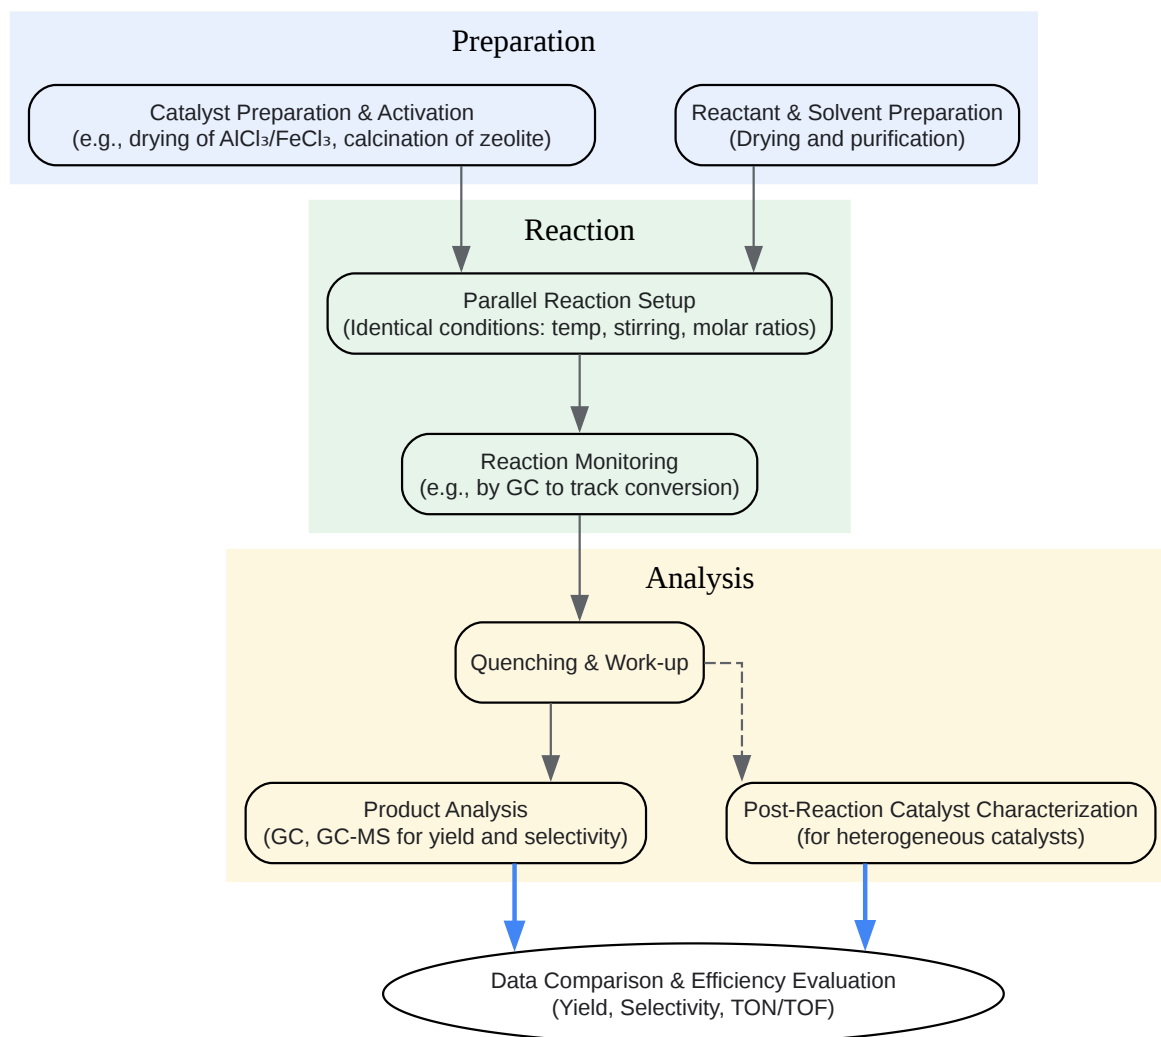 Preparation
Catalyst Preparation & Activation
(e.g., drying of AlCl₃/FeCl₃, calcination of zeolite)
Reactant & Solvent Preparation
(Drying and purification)
Reaction
Parallel Reaction Setup
(Identical conditions: temp, stirring, molar ratios)
Reaction Monitoring
(e.g., by GC to track conversion)
Analysis
Quenching & Work-up
Product Analysis
(GC, GC-MS for yield and selectivity)
Post-Reaction Catalyst Characterization
(for heterogeneous catalysts)
Data Comparison & Efficiency Evaluation
(Yield, Selectivity, TON/TOF)